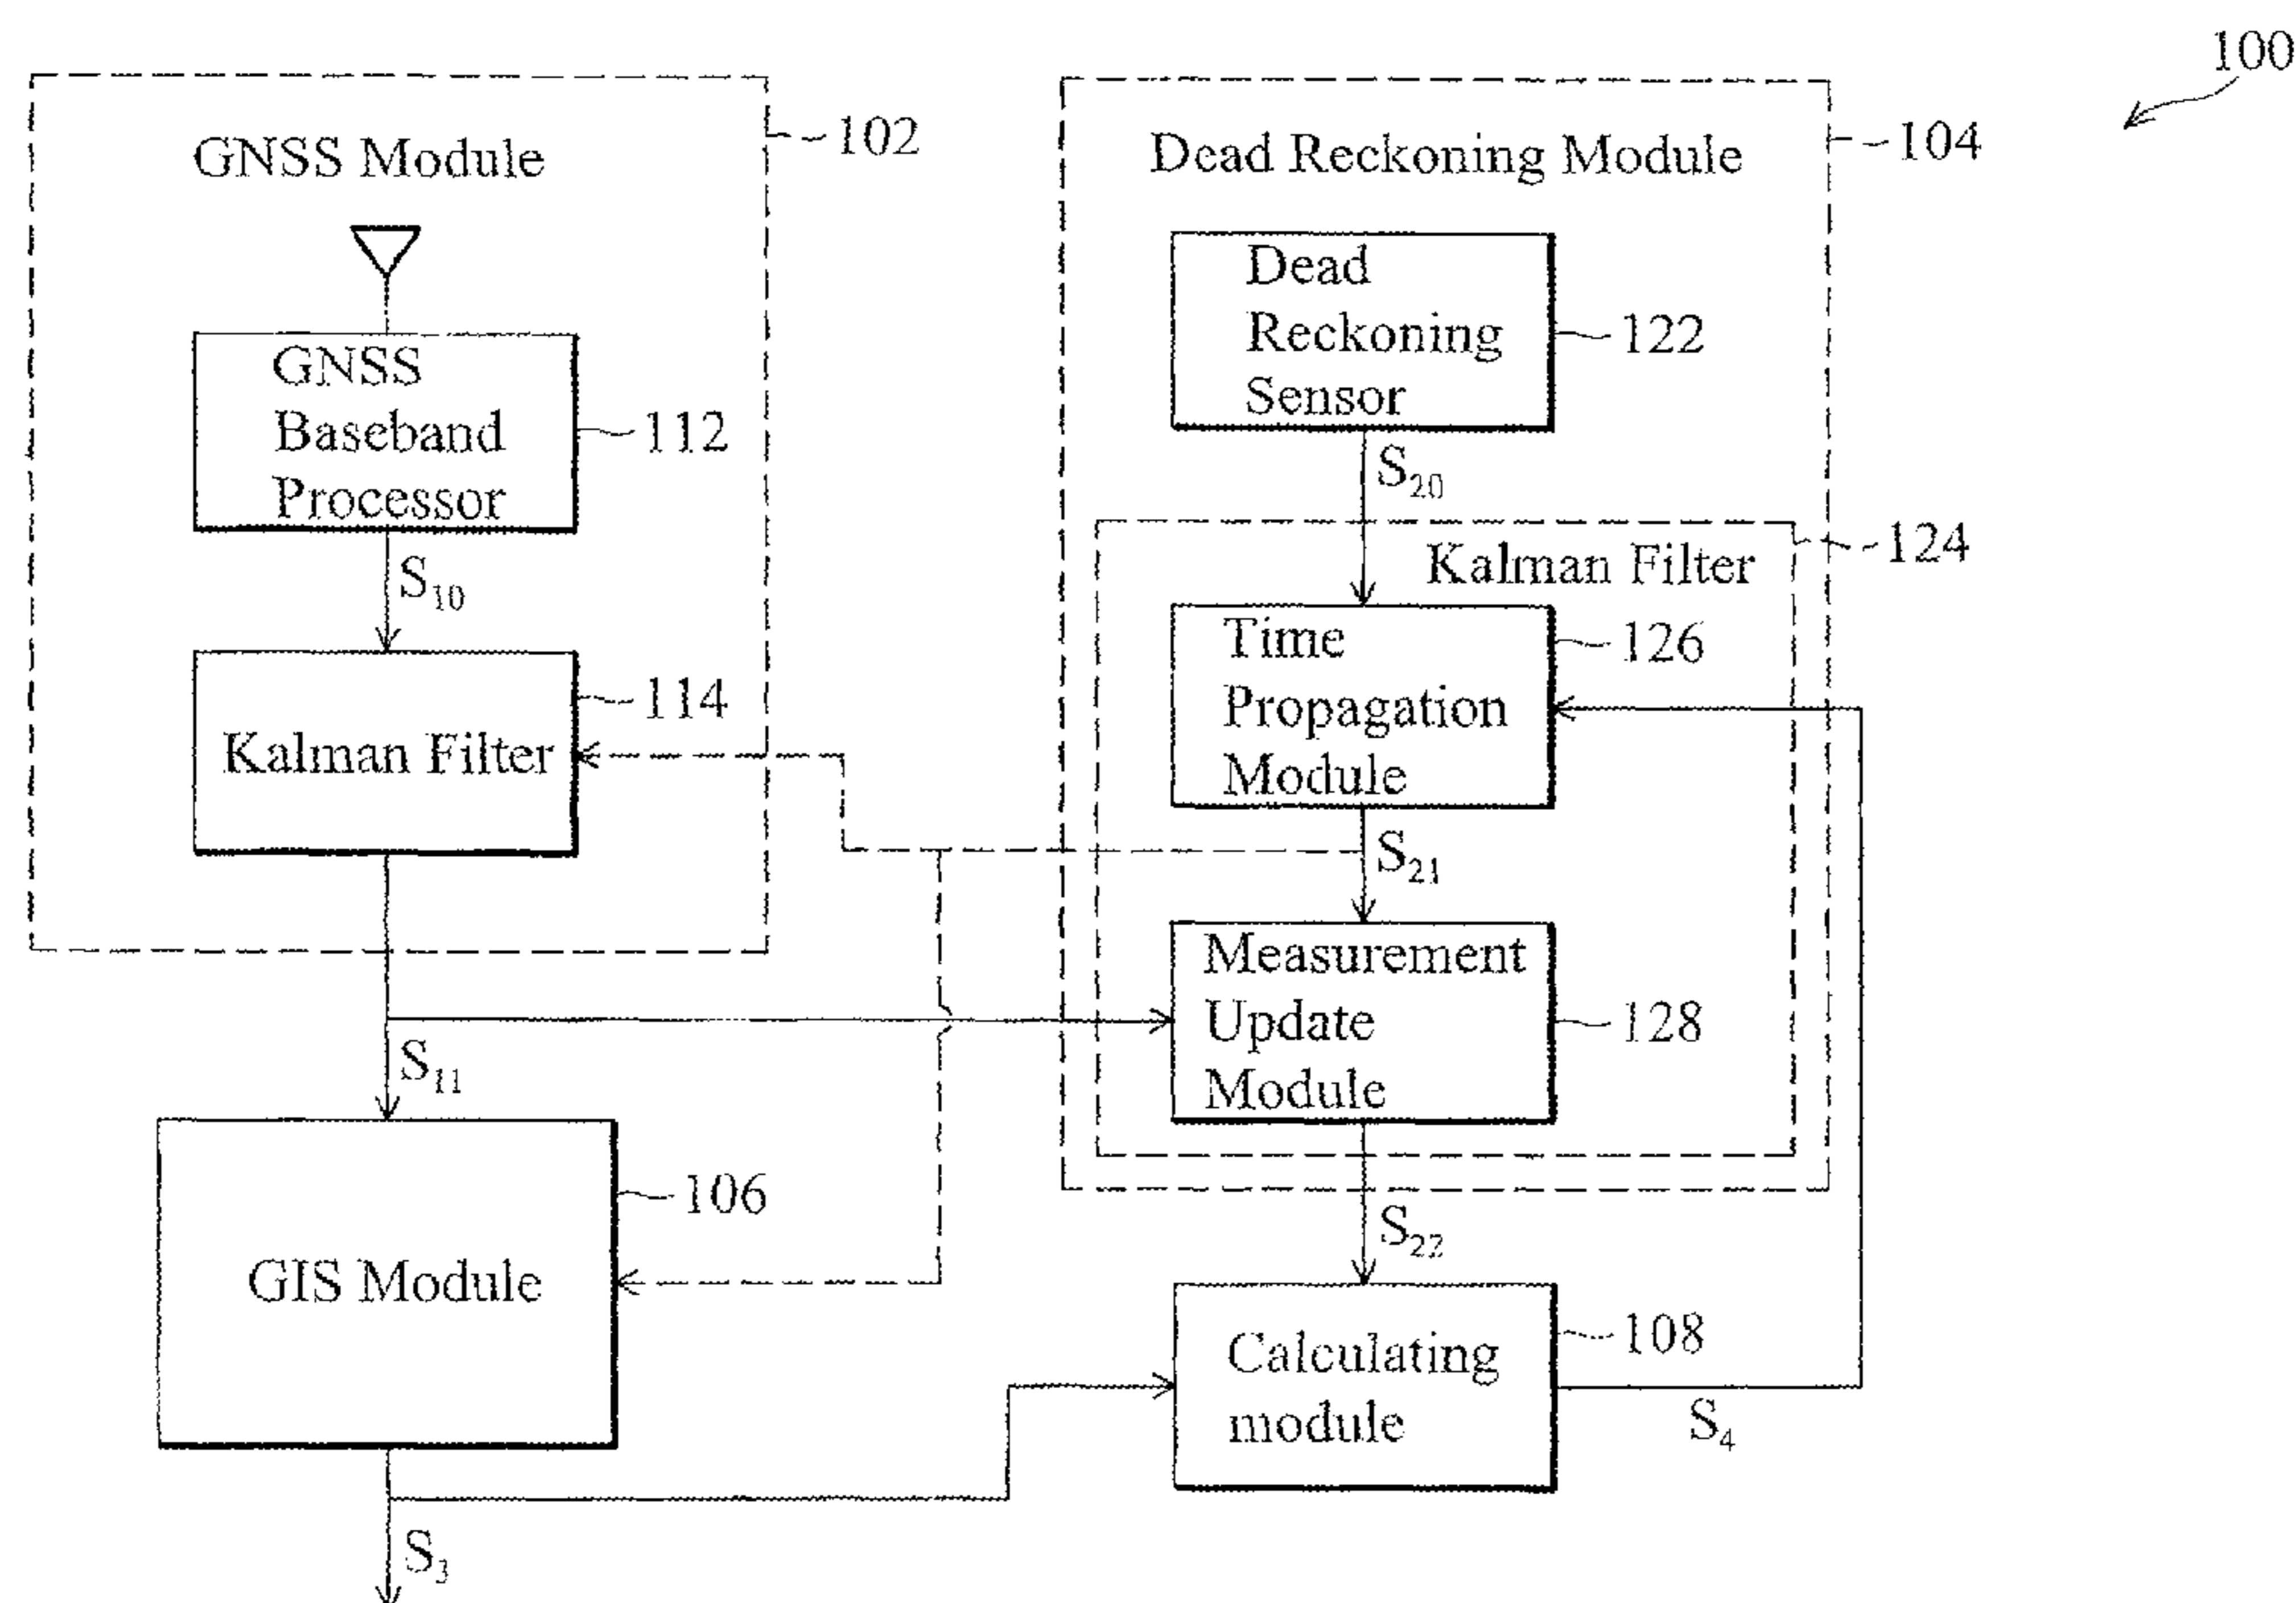 100
GNSS Module
102
GNSS
Baseband
Processor
112
S10
Kalman Filter
114
S11
GIS Module
106
S3
Dead Reckoning Module
104
Dead
Reckoning
Sensor
122
S20
Kalman Filter
124
Time
Propagation
Module
126
S21
Measurement
Update
Module
128
S22
Calculating
module
108
S4